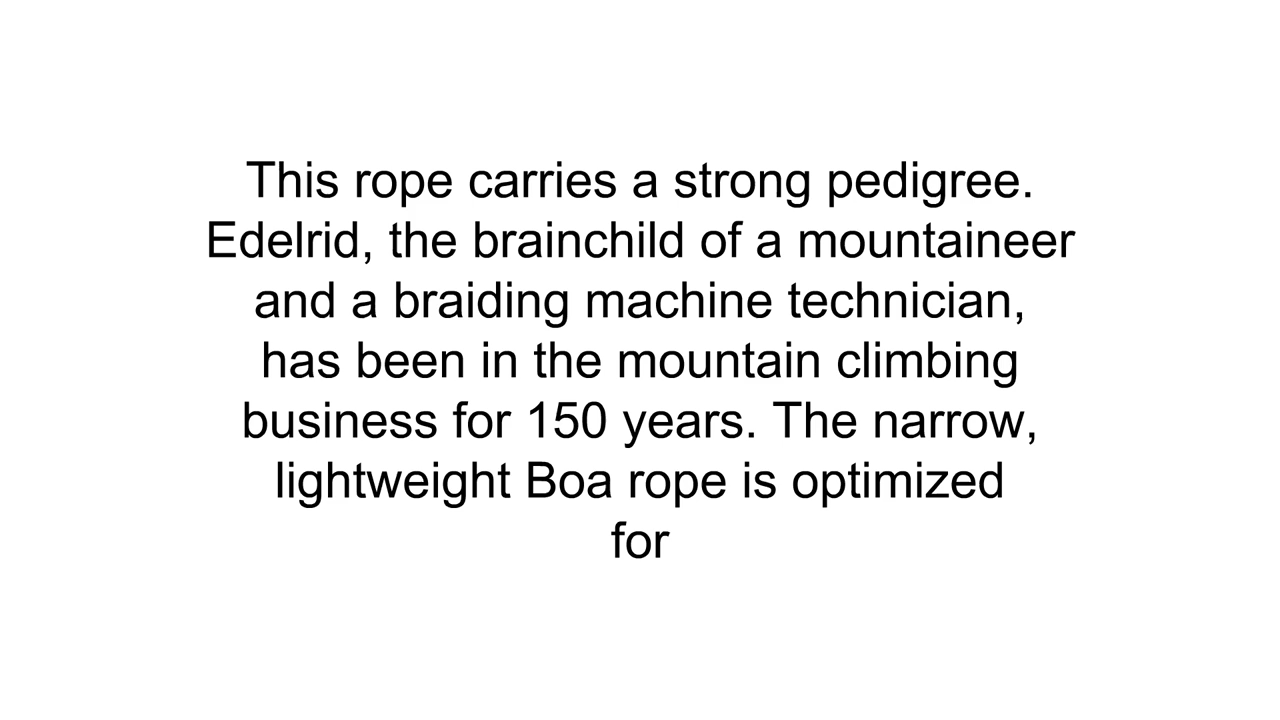 This rope carries a strong pedigree.
Edelrid, the brainchild of a mountaineer
and a braiding machine technician,
has been in the mountain climbing
business for 150 years. The narrow,
lightweight Boa rope is optimized
for